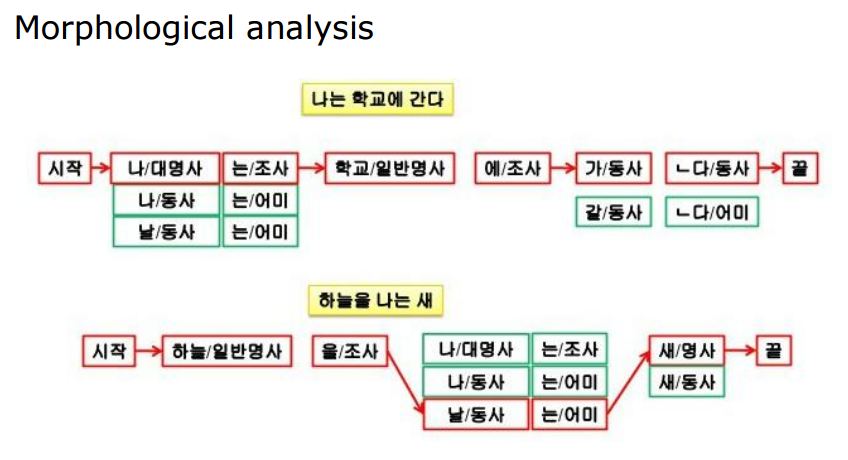 Morphological analysis
나는 학교에 간다
시작 나/대명사 는/조사 학교/일반명사 에/조사 가/동사 ㄴ다/동사 끝
나/동사 는/어미 갈/동사 ㄴ다/어미
날/동사 는/어미
하늘을 나는 새
시작 하늘/일반명사 을/조사 나/대명사 는/조사 새/명사 끝
나/동사 는/어미 새/동사
날/동사 는/어미